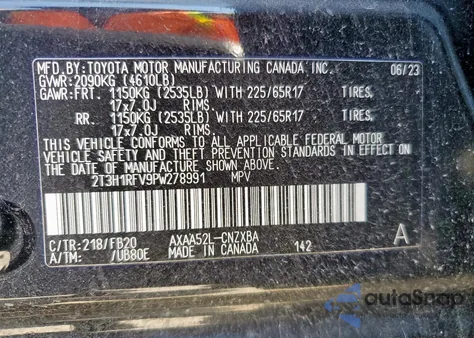 MFD.BY:TOYOTA MOTOR MANUFACTURING CANADA INC. 06/23
GVWR:2090KG (4610LB)
GAWR:FRT. 1150KG (2535LB) WITH 225/65R17 TIRES,
17x7.0J RIMS,
RR. 1150KG (2535LB) WITH 225/65R17 TIRES,
17x7.0J RIMS,
THIS VEHICLE CONFORMS TO ALL APPLICABLE FEDERAL MOTOR
VEHICLE SAFETY AND THEFT PREVENTION STANDARDS IN EFFECT ON
THE DATE OF MANUFACTURE SHOWN ABOVE.
2T3H1RFV9PW278991 MPV
C/TR:218/FB20 AXAA52L-CNZXBA A
A/TM: /UB80E MADE IN CANADA 142
autoSnap